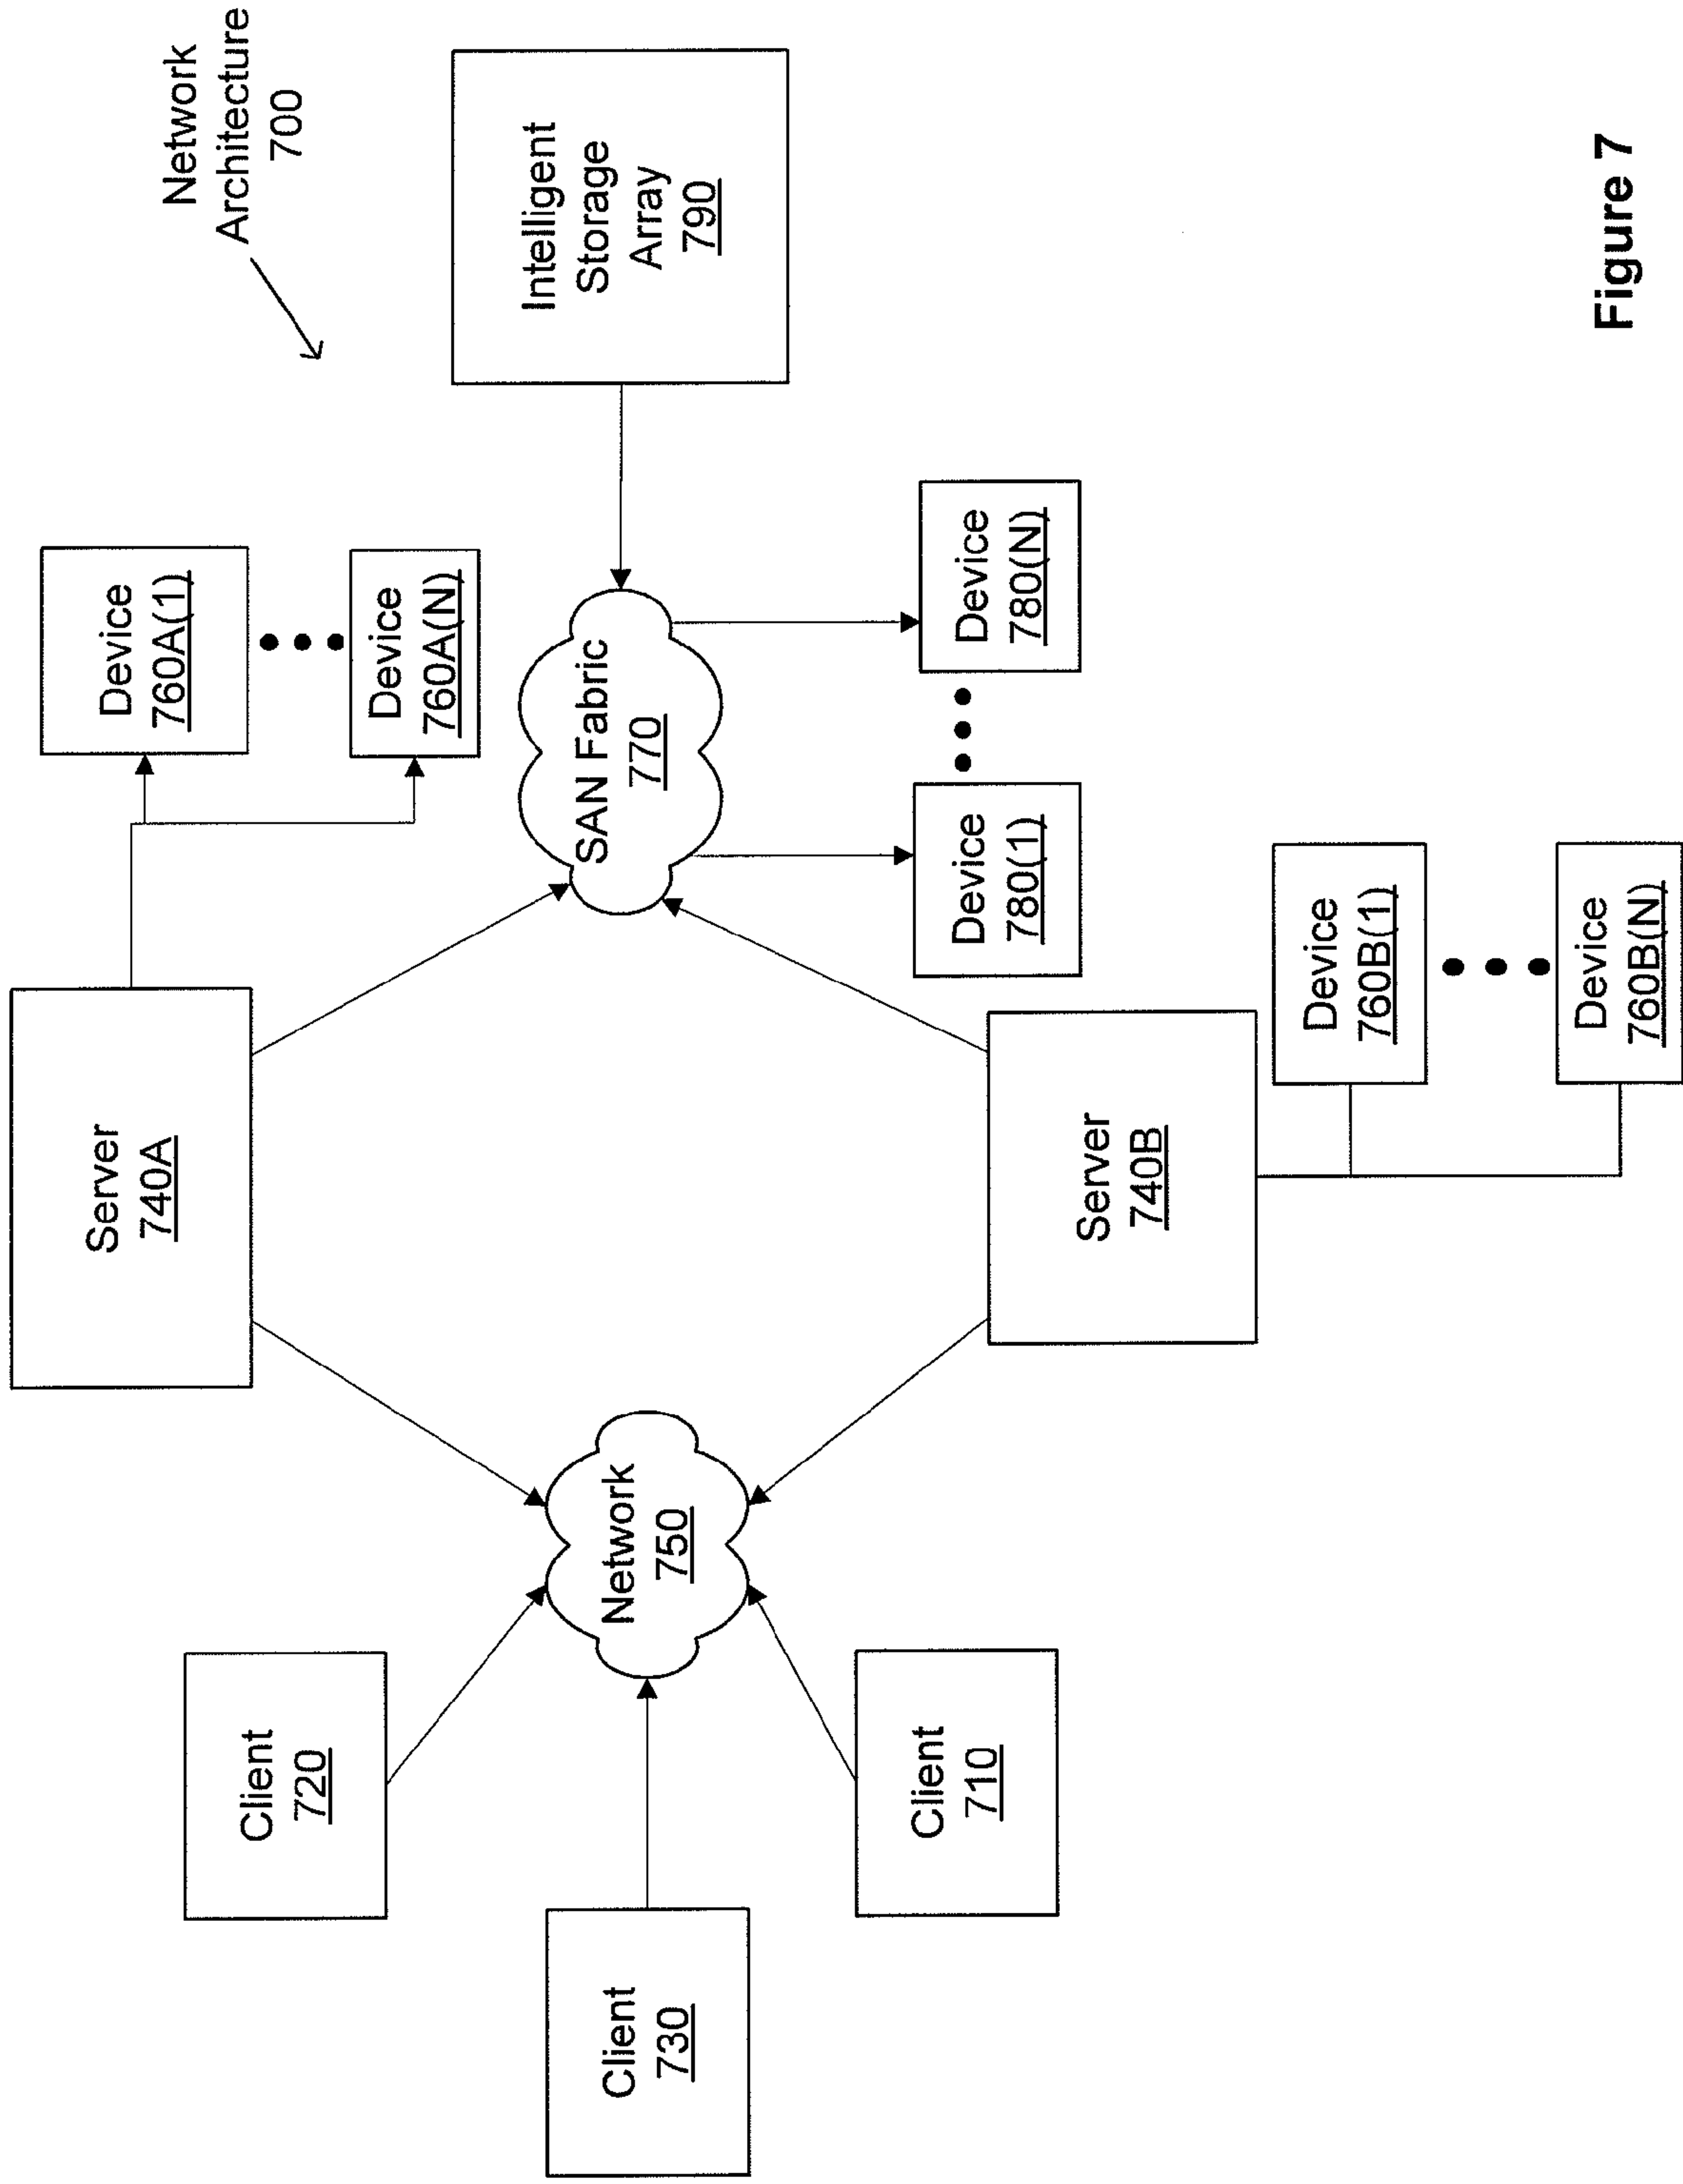 Network
Architecture
700
Client
720
Client
730
Client
710
Network
750
Server
740A
Server
740B
Device
760A(1)
Device
760A(N)
SAN Fabric
770
Intelligent
Storage
Array
790
Device
780(1)
Device
780(N)
Device
760B(1)
Device
760B(N)
Figure 7